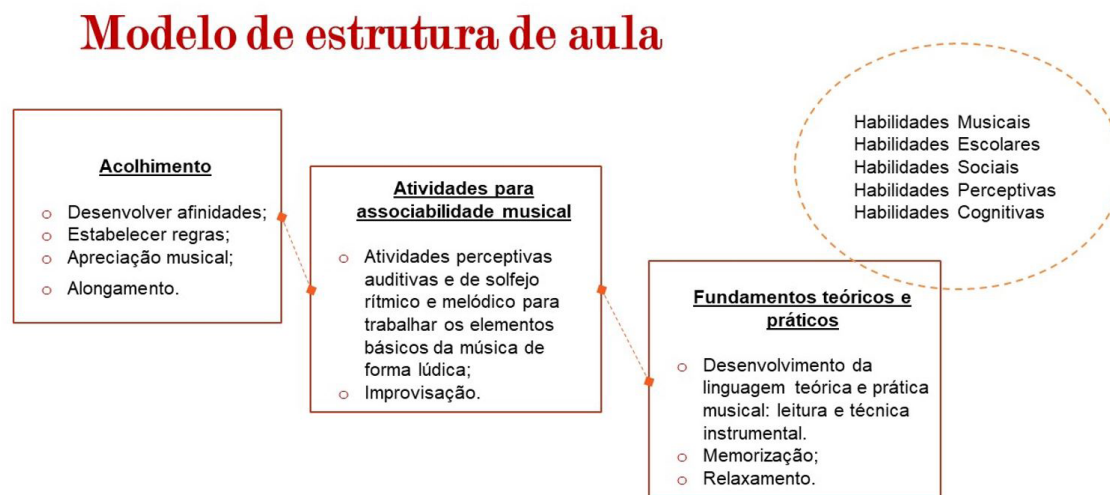 Modelo de estrutura de aula
Acolhimento
Desenvolver afinidades;
Estabelecer regras;
Apreciação musical;
Alongamento.
Atividades para
associabilidade musical
Atividades perceptivas
auditivas e de solfejo
rítmico e melódico para
trabalhar os elementos
básicos da música de
forma lúdica;
Improvisação.
Fundamentos teóricos e
práticos
Desenvolvimento da
linguagem teórica e prática
musical: leitura e técnica
instrumental.
Memorização;
Relaxamento.
Habilidades Musicais
Habilidades Escolares
Habilidades Sociais
Habilidades Perceptivas
Habilidades Cognitivas